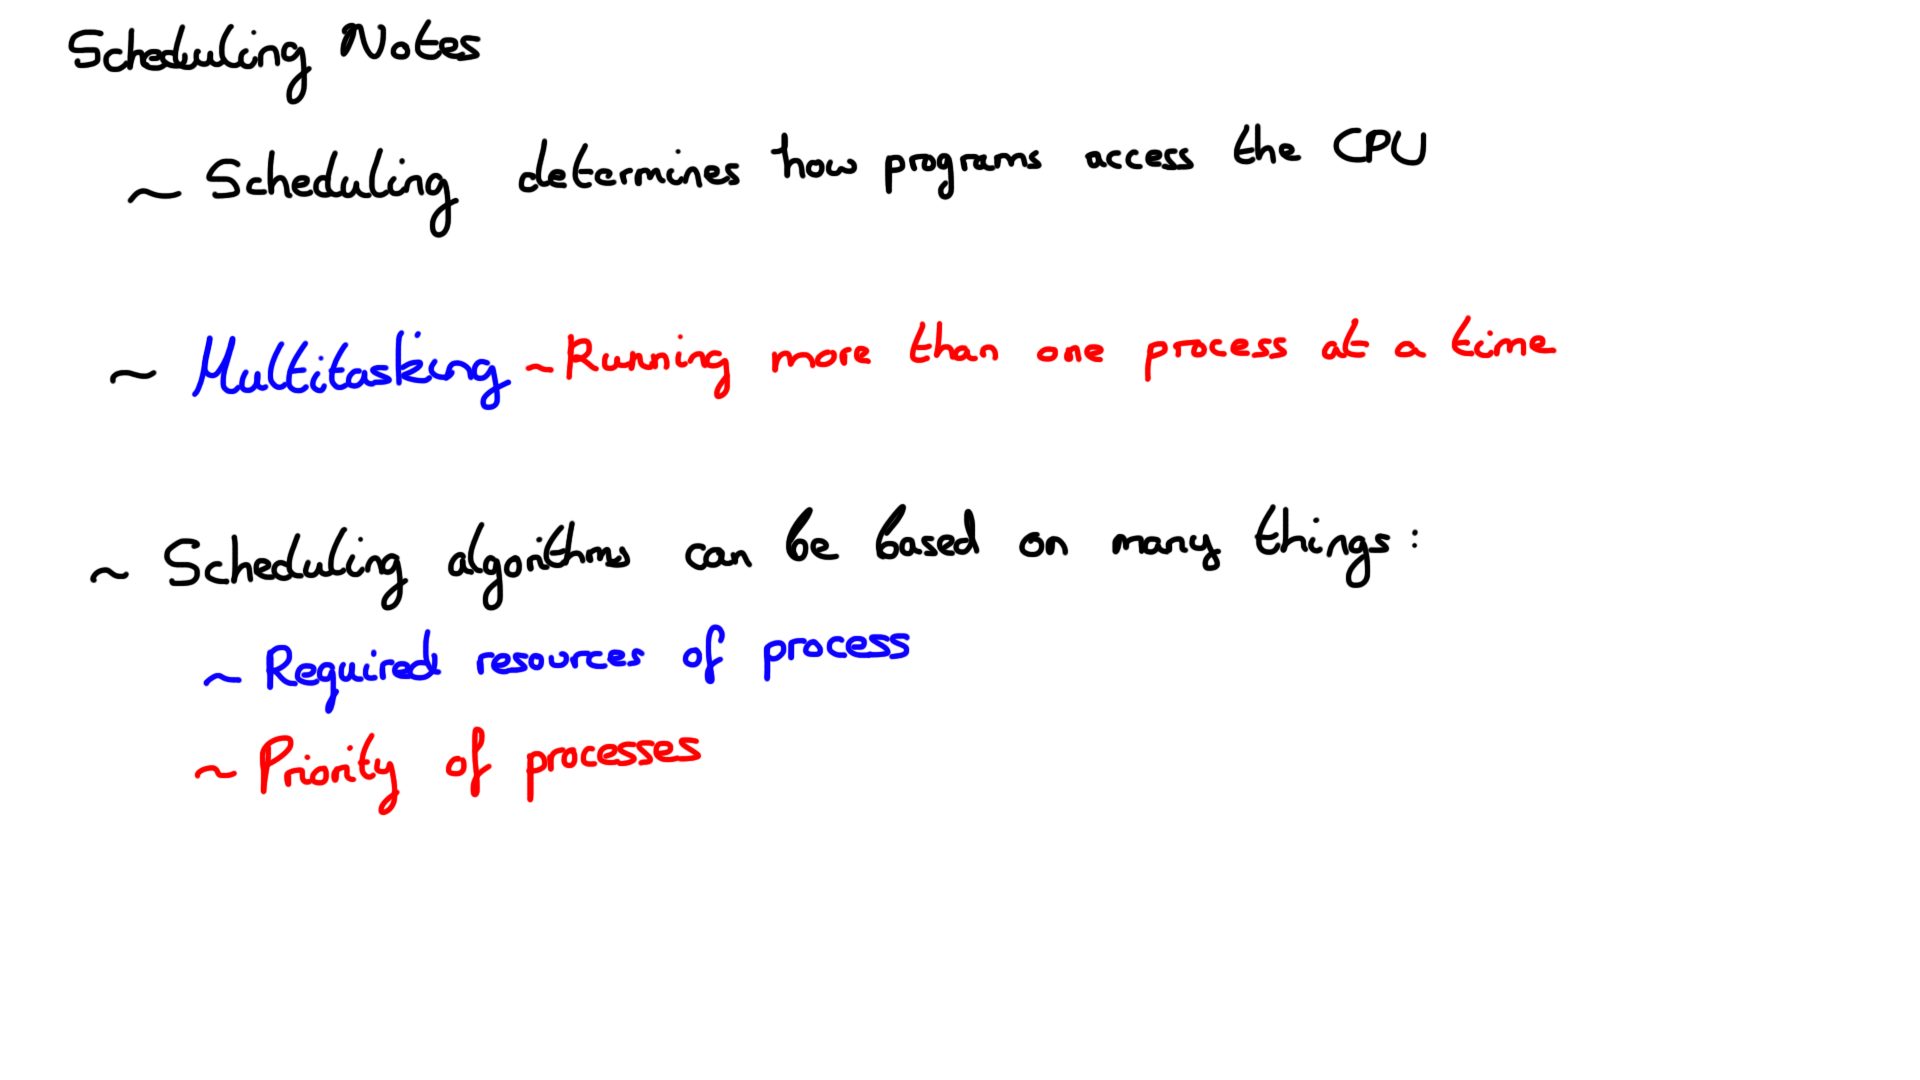 Scheduling Notes
~ Scheduling determines how programs access the CPU
~ Multitasking ~ Running more than one process at a time
~ Scheduling algorithms can be based on many things:
~ Required resources of process
~ Priority of processes